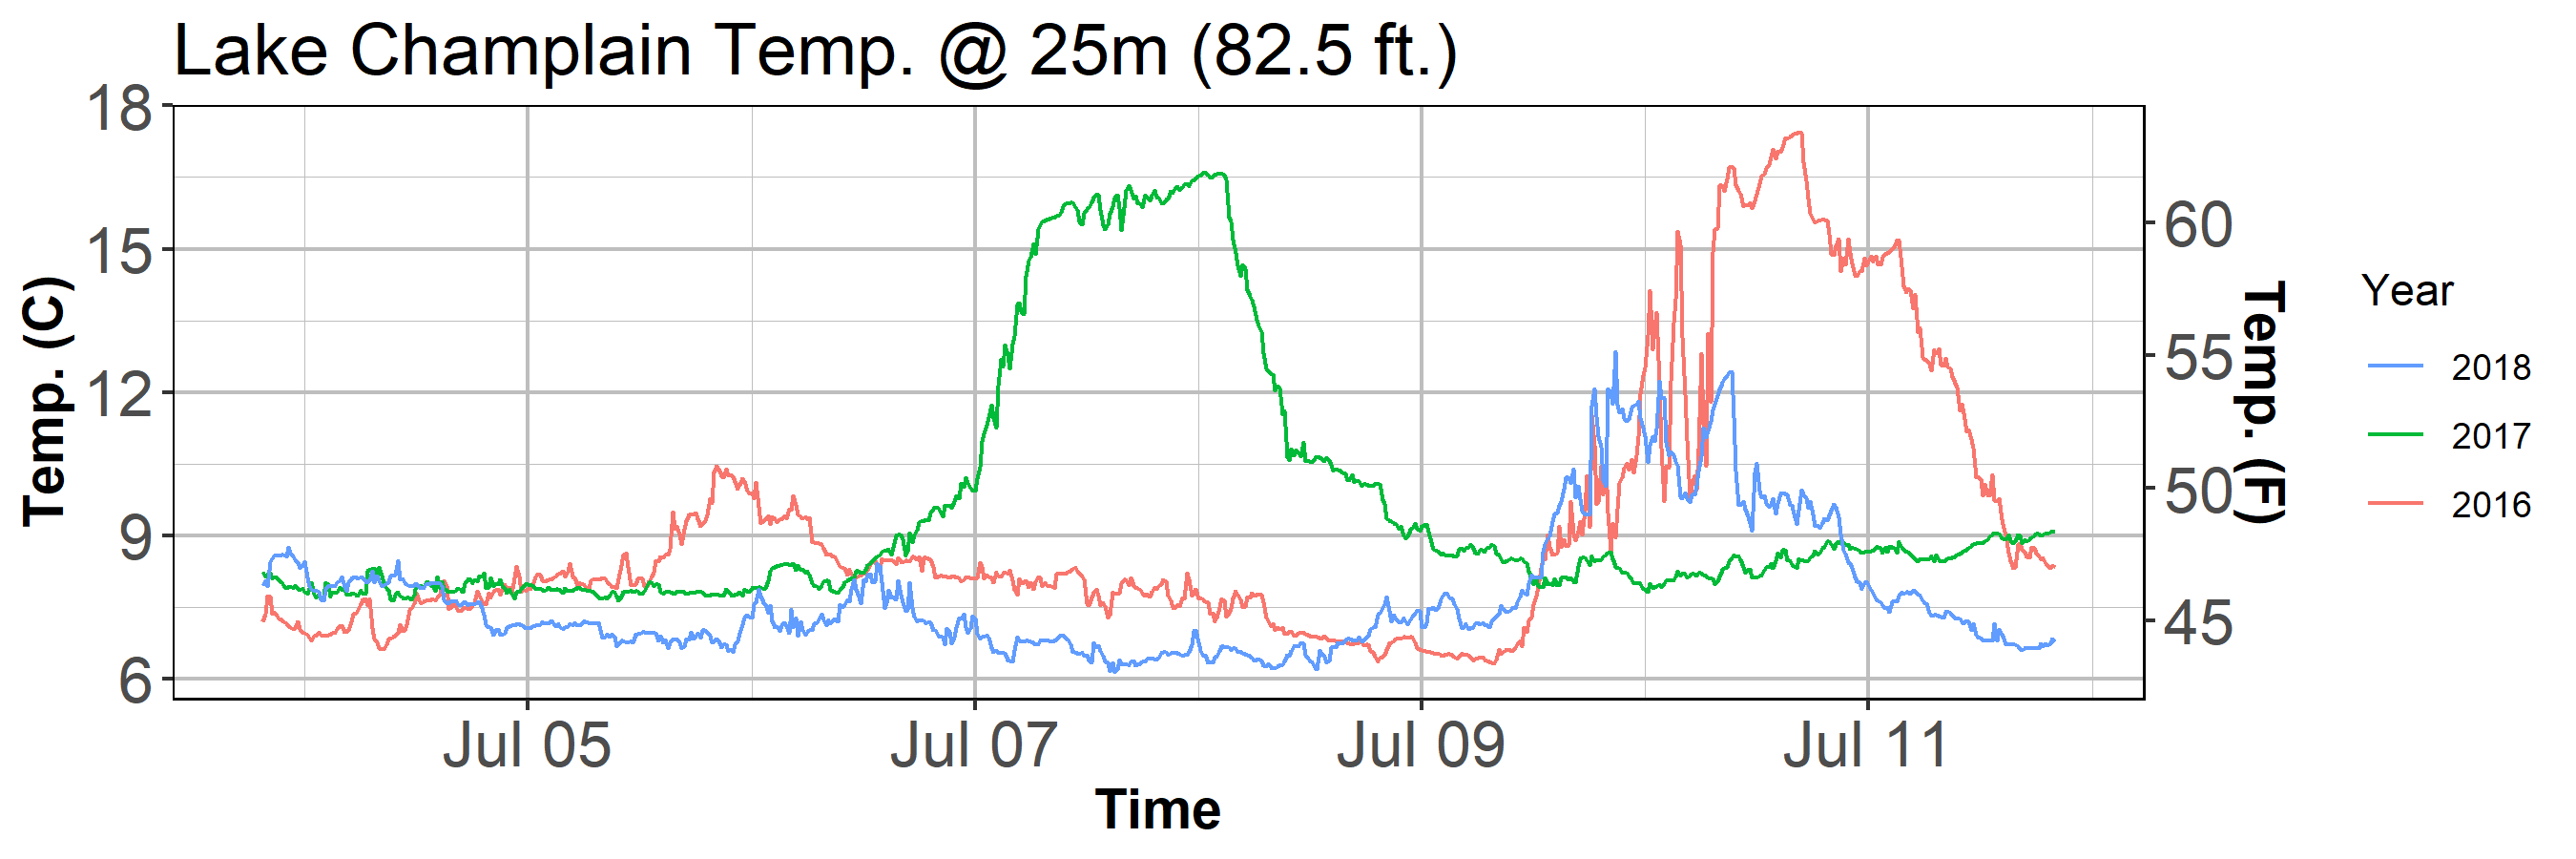 Lake Champlain Temp. @ 25m (82.5 ft.)
18
15
12
9
6
Temp. (C)
60
55
50
45
Temp. (F)
Jul 05
Jul 07
Jul 09
Jul 11
Time
Year
2018
2017
2016